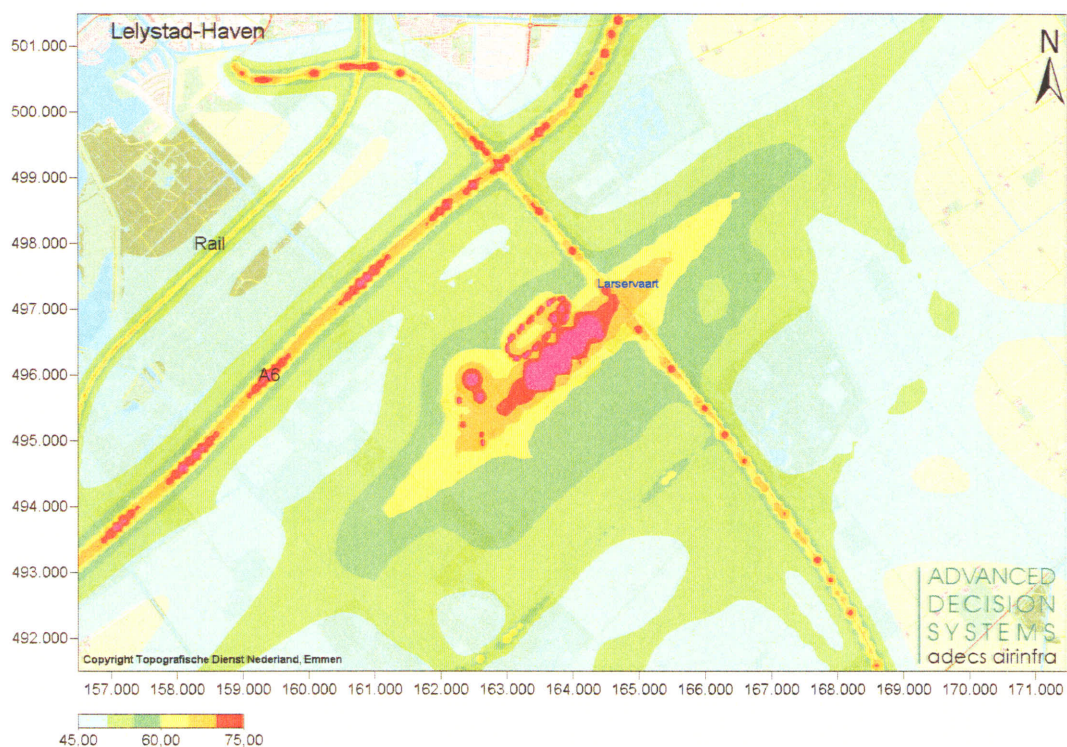 Lelystad-Haven
N
501.000
500.000
499.000
498.000
497.000
496.000
495.000
494.000
493.000
492.000
Rail
Larservaart
A6
ADVANCED
DECISION
SYSTEMS
adecs airinfra
Copyright Topografische Dienst Nederland, Emmen
157.000 158.000 159.000 160.000 161.000 162.000 163.000 164.000 165.000 166.000 167.000 168.000 169.000 170.000 171.000
45,00 60,00 75,00